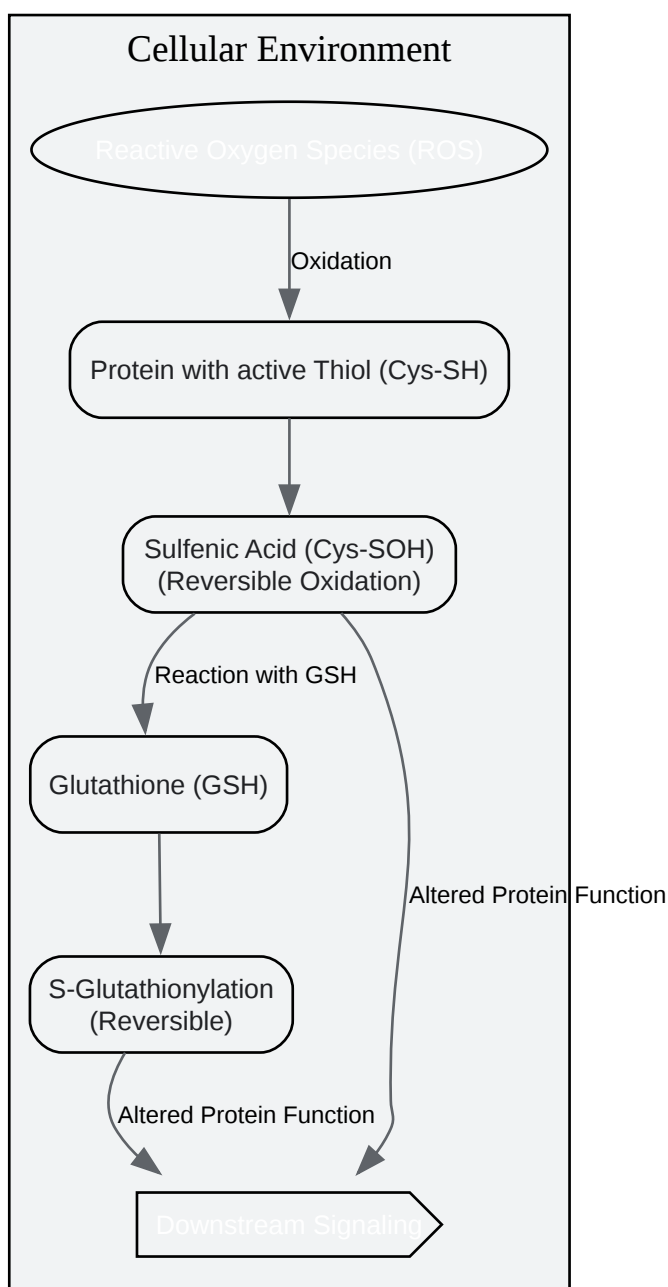 Cellular Environment
Reactive Oxygen Species (ROS)
Oxidation
Protein with active Thiol (Cys-SH)
Sulfenic Acid (Cys-SOH)
(Reversible Oxidation)
Reaction with GSH
Glutathione (GSH)
Altered Protein Function
S-Glutathionylation
(Reversible)
Altered Protein Function
Downstream Signaling